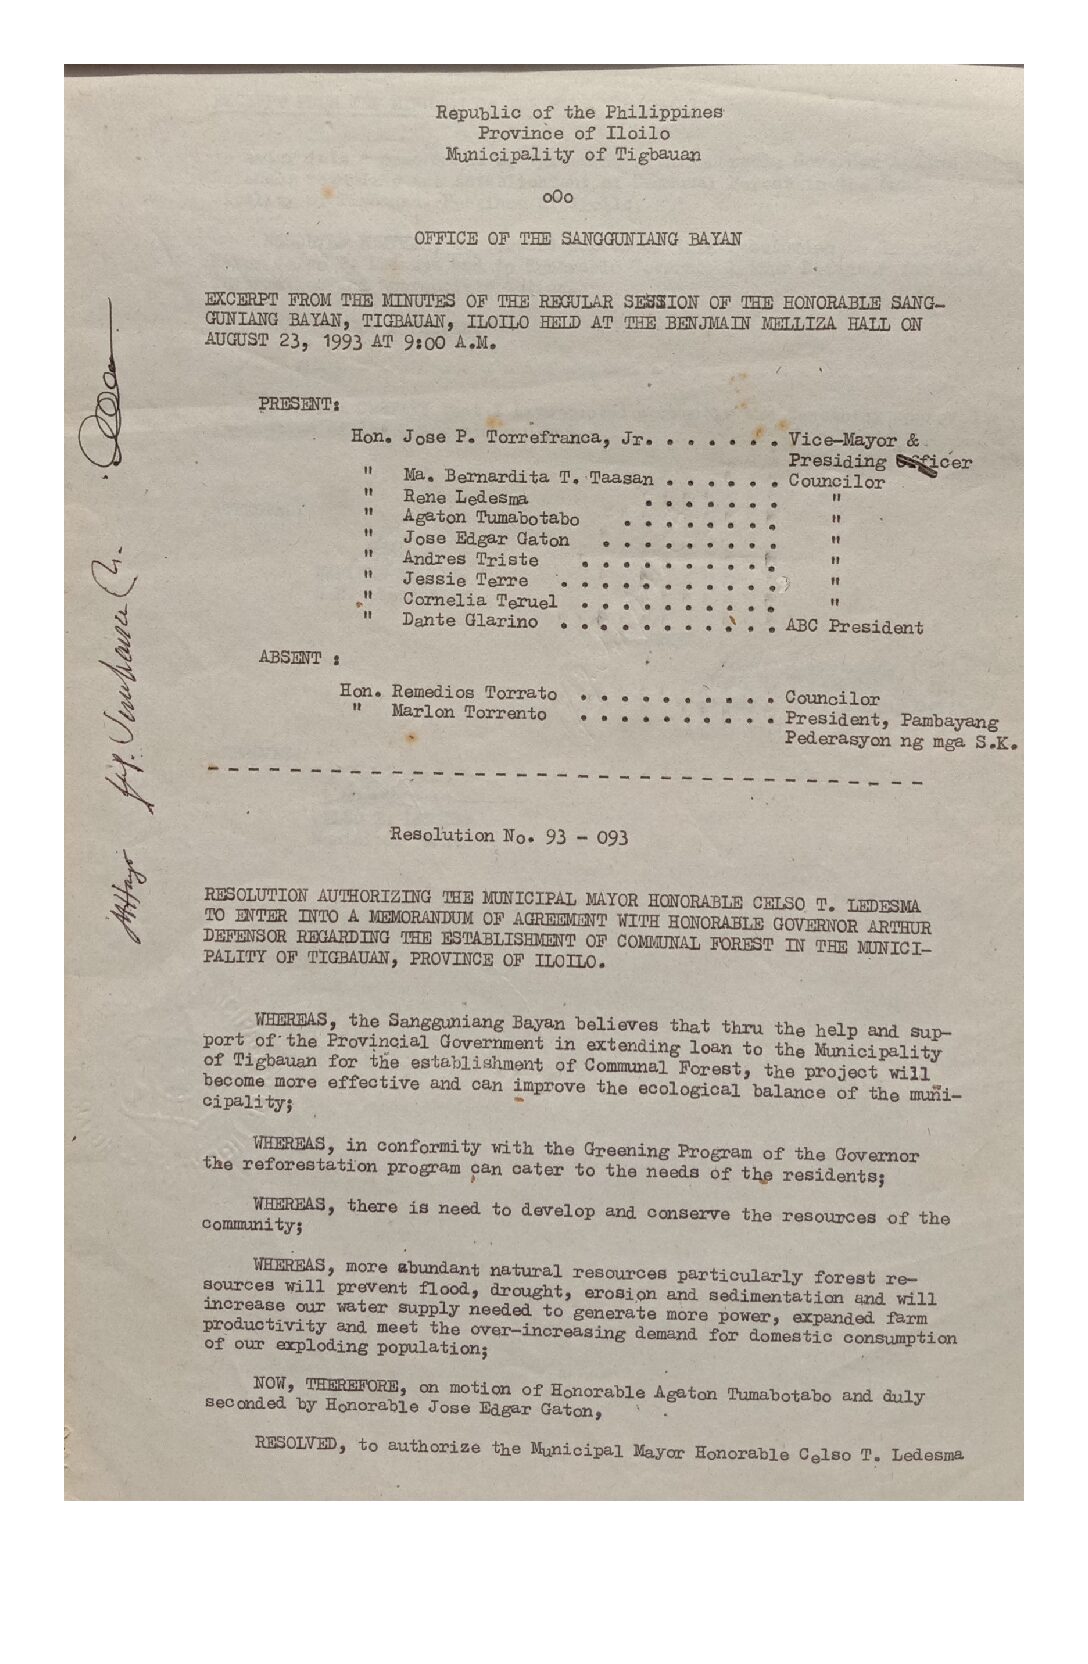 Republic of the Philippines
Province of Iloilo
Municipality of Tigbauan
oOo
OFFICE OF THE SANGGUNIANG BAYAN
EXCERPT FROM THE MINUTES OF THE REGULAR SESSION OF THE HONORABLE SANG-
GUNIANG BAYAN, TIGBAUAN, ILOILO HELD AT THE BENJMAIN MELLIZA HALL ON
AUGUST 23, 1993 AT 9:00 A.M.
PRESENT:
Hon. Jose P. Torrefranca, Jr. . . . . . . Vice-Mayor &
Presiding Officer
" Ma. Bernardita T. Taasan . . . . . . Councilor
" Rene Ledesma . . . . . . . "
" Agaton Tumabotabo . . . . . . . . "
" Jose Edgar Gaton . . . . . . . . . "
" Andres Triste . . . . . . . . . . "
" Jessie Terre . . . . . . . . . . . "
" Cornelia Teruel . . . . . . . . . . "
" Dante Glarino . . . . . . . . . . . ABC President
ABSENT :
Hon. Remedios Torrato . . . . . . . . . . Councilor
" Marlon Torrento . . . . . . . . . . President, Pambayang
Pederasyon ng mga S.K.
Resolution No. 93 - 093
RESOLUTION AUTHORIZING THE MUNICIPAL MAYOR HONORABLE CELSO T. LEDESMA
TO ENTER INTO A MEMORANDUM OF AGREEMENT WITH HONORABLE GOVERNOR ARTHUR
DEFENSOR REGARDING THE ESTABLISHMENT OF COMMUNAL FOREST IN THE MUNICI-
PALITY OF TIGBAUAN, PROVINCE OF ILOILO.
WHEREAS, the Sangguniang Bayan believes that thru the help and sup-
port of the Provincial Government in extending loan to the Municipality
of Tigbauan for the establishment of Communal Forest, the project will
become more effective and can improve the ecological balance of the muni-
cipality;
WHEREAS, in conformity with the Greening Program of the Governor
the reforestation program can cater to the needs of the residents;
WHEREAS, there is need to develop and conserve the resources of the
community;
WHEREAS, more abundant natural resources particularly forest re-
sources will prevent flood, drought, erosion and sedimentation and will
increase our water supply needed to generate more power, expanded farm
productivity and meet the over-increasing demand for domestic consumption
of our exploding population;
NOW, THEREFORE, on motion of Honorable Agaton Tumabotabo and duly
seconded by Honorable Jose Edgar Gaton,
RESOLVED, to authorize the Municipal Mayor Honorable Celso T. Ledesma